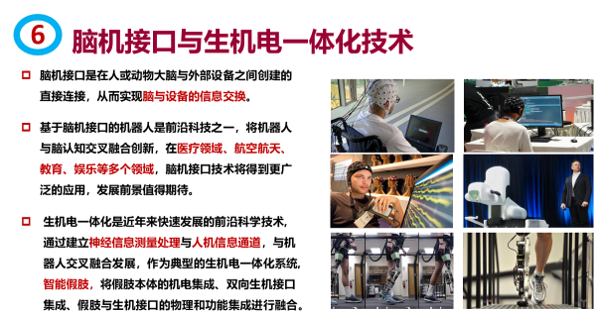 6
脑机接口与生机电一体化技术
脑机接口是在人或动物大脑与外部设备之间创建的
直接连接，从而实现脑与设备的信息交换。
基于脑机接口的机器人是前沿科技之一，将机器人
与脑认知交叉融合创新，在医疗领域、航空航天、
教育、娱乐等多个领域，脑机接口技术将得到更广
泛的应用，发展前景值得期待。
生机电一体化是近年来快速发展的前沿科学技术,
通过建立神经信息测量处理与人机信息通道，与机
器人交叉融合发展，作为典型的生机电一体化系统,
智能假肢，将假肢本体的机电集成、双向生机接口
集成、假肢与生机接口的物理和功能集成进行融合。